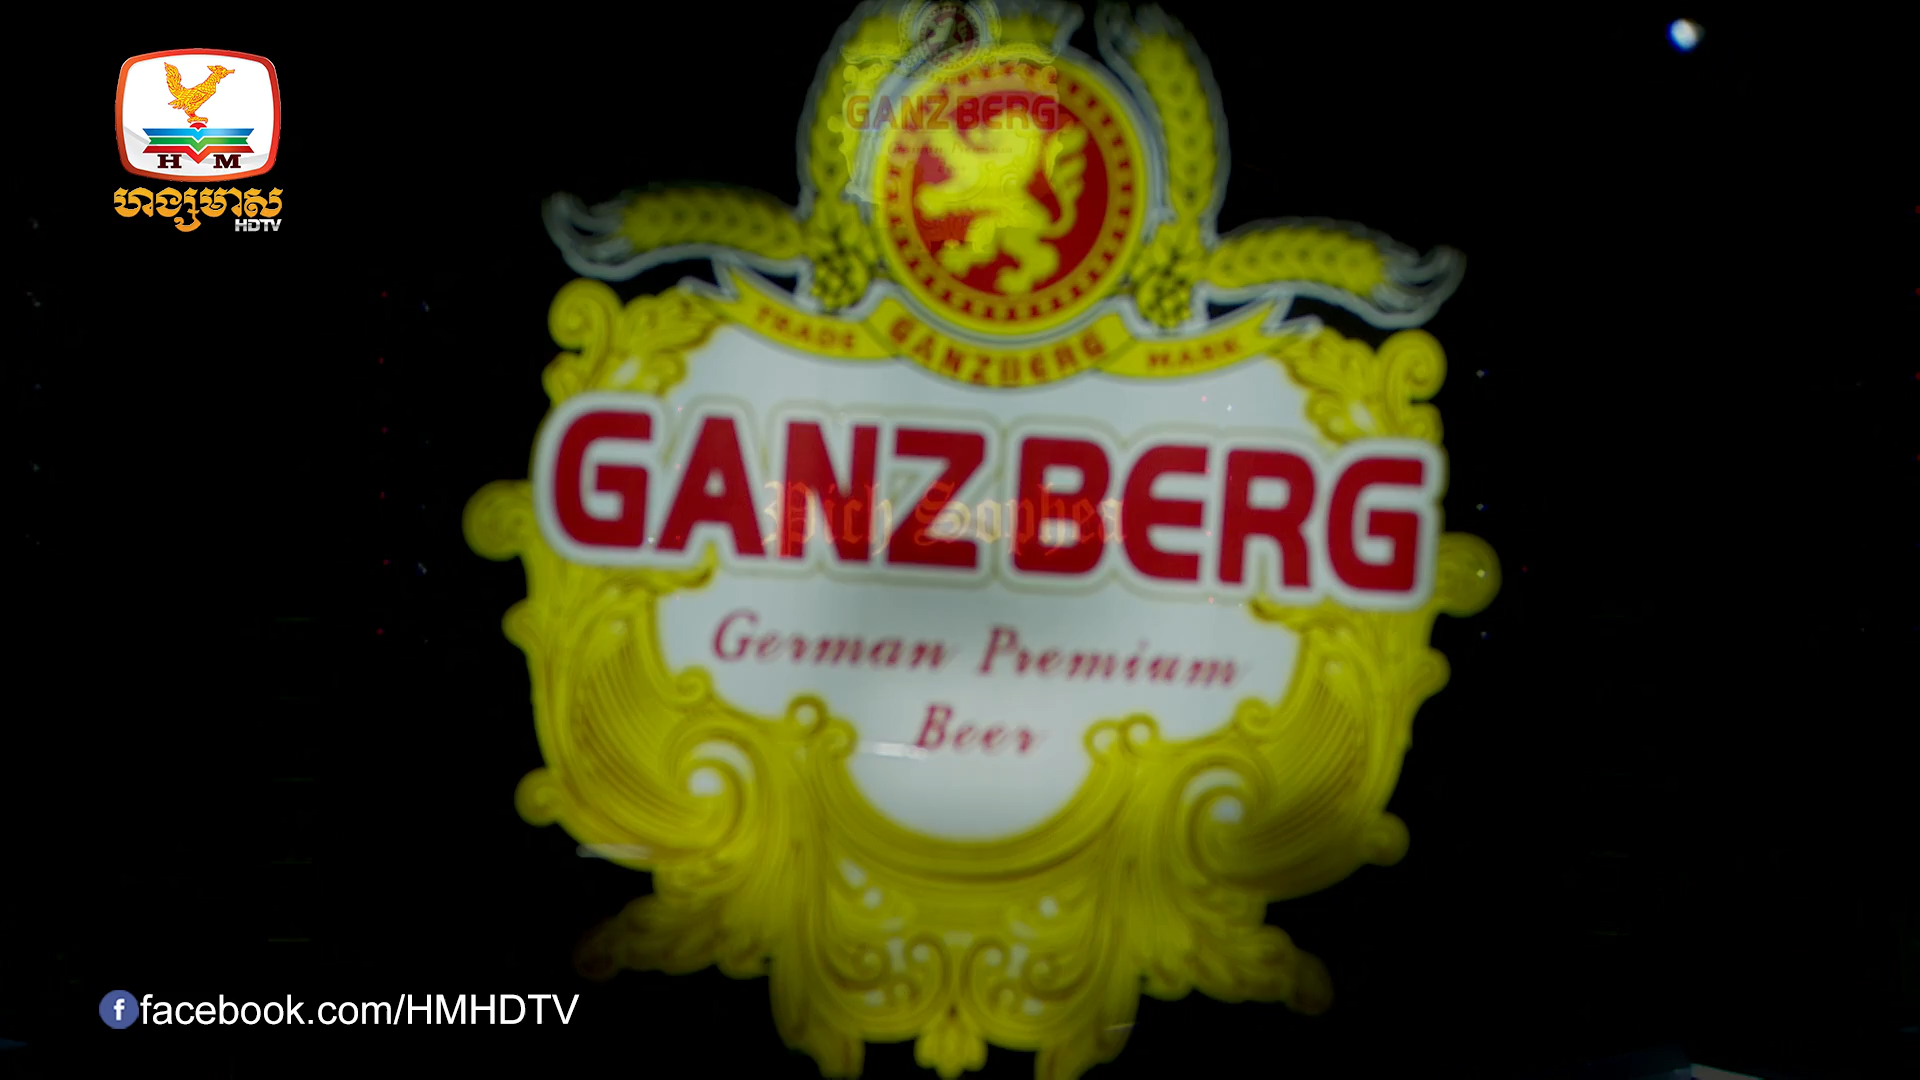 H M
ហង្សមាស
HDTV
GANZBERG
TRADE GANZBERG MARK
GANZBERG
Pich Sophea
German Premium
Beer
facebook.com/HMHDTV